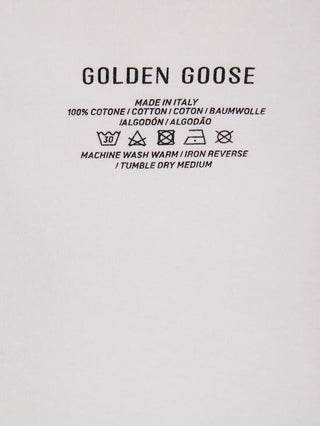 GOLDEN GOOSE
MADE IN ITALY
100% COTONE / COTTON / COTON / BAUMWOLLE
/ALGODÓN / ALGODÃO
30
MACHINE WASH WARM / IRON REVERSE
/ TUMBLE DRY MEDIUM